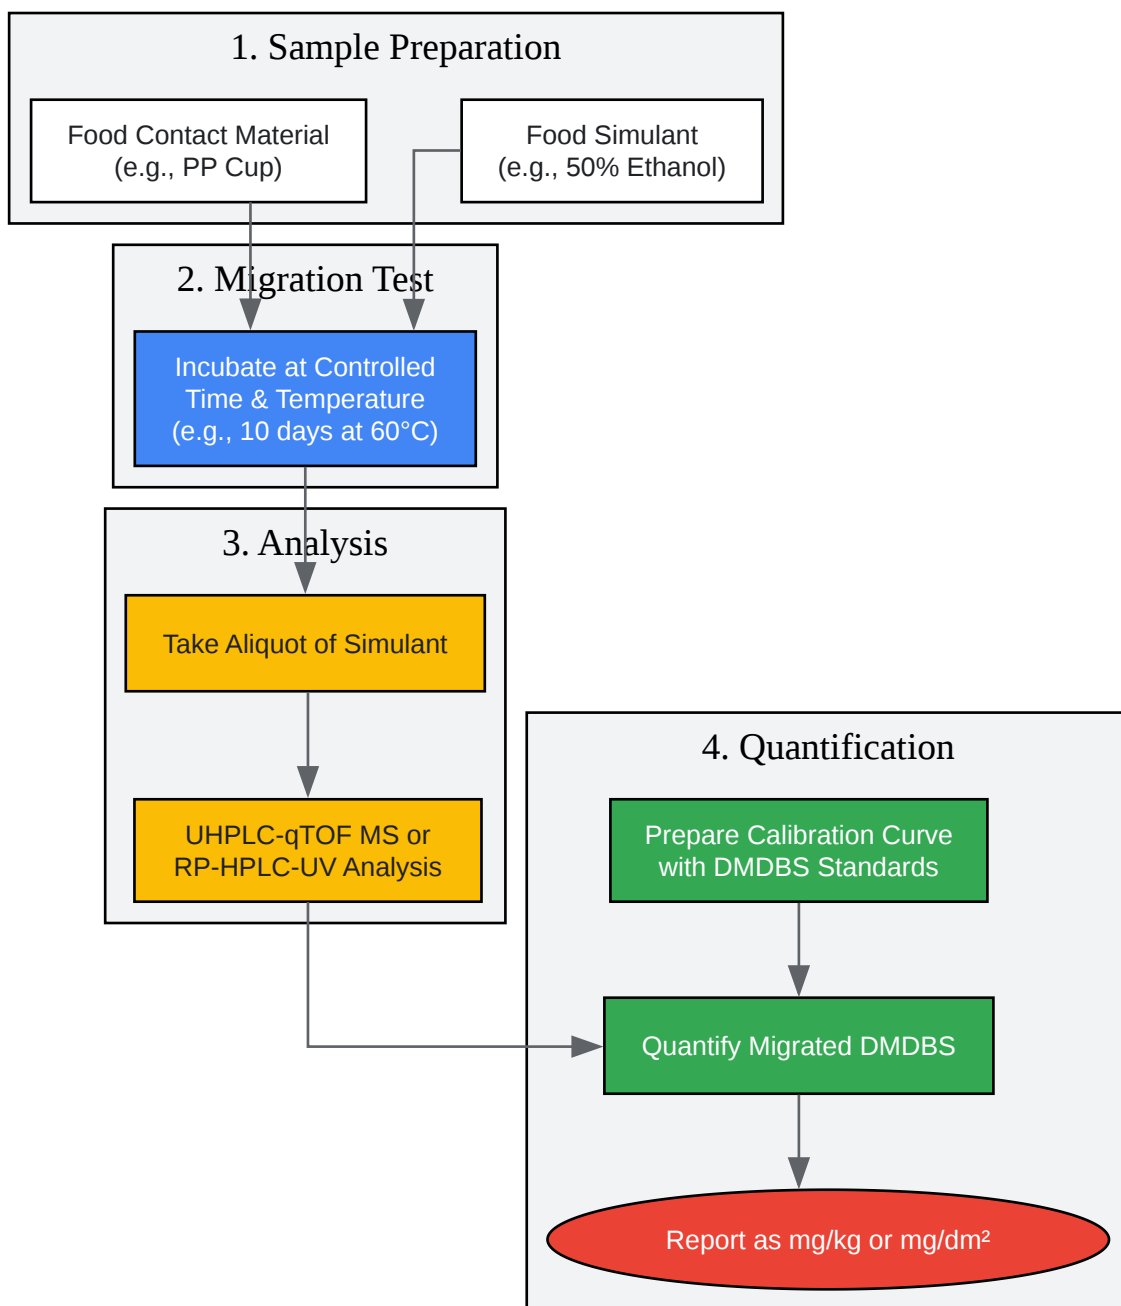 1. Sample Preparation
Food Contact Material
(e.g., PP Cup)
Food Simulant
(e.g., 50% Ethanol)
2. Migration Test
Incubate at Controlled
Time & Temperature
(e.g., 10 days at 60°C)
3. Analysis
Take Aliquot of Simulant
UHPLC-qTOF MS or
RP-HPLC-UV Analysis
4. Quantification
Prepare Calibration Curve
with DMDBS Standards
Quantify Migrated DMDBS
Report as mg/kg or mg/dm²